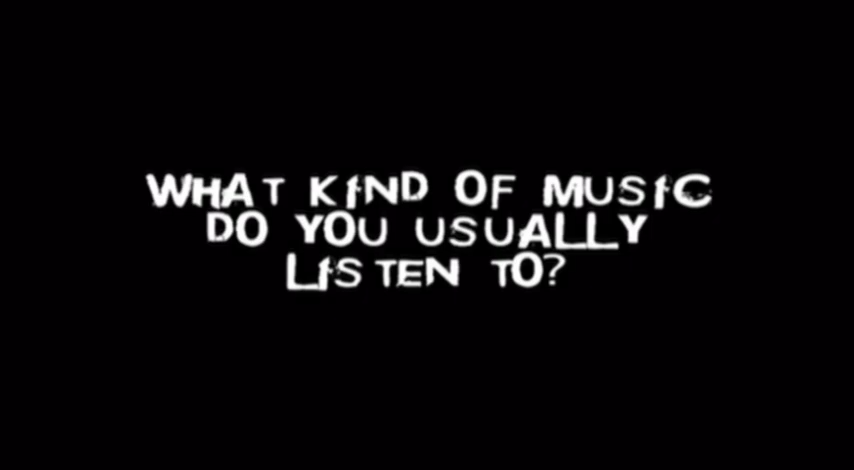 WHAT KIND OF MUSIC
DO YOU USUALLY
LISTEN TO?